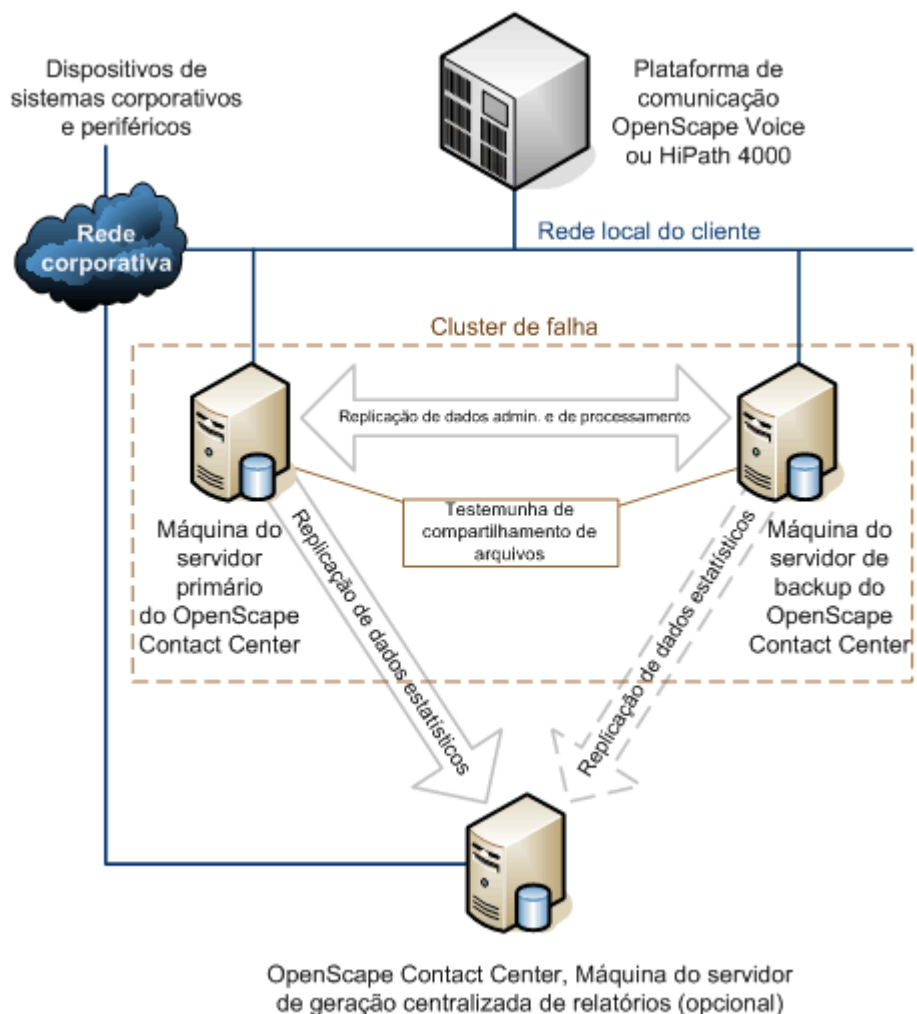 Dispositivos de
sistemas corporativos
e periféricos
Plataforma de
comunicação
OpenScape Voice
ou HiPath 4000
Rede
corporativa
Rede local do cliente
Cluster de falha
Replicação de dados admin. e de processamento
Testemunha de
compartilhamento de
arquivos
Máquina do
servidor
primário
do OpenScape
Contact Center
Replicação de dados estatísticos
Replicação de dados estatísticos
Máquina do
servidor de
backup do
OpenScape
Contact Center
OpenScape Contact Center, Máquina do servidor
de geração centralizada de relatórios (opcional)